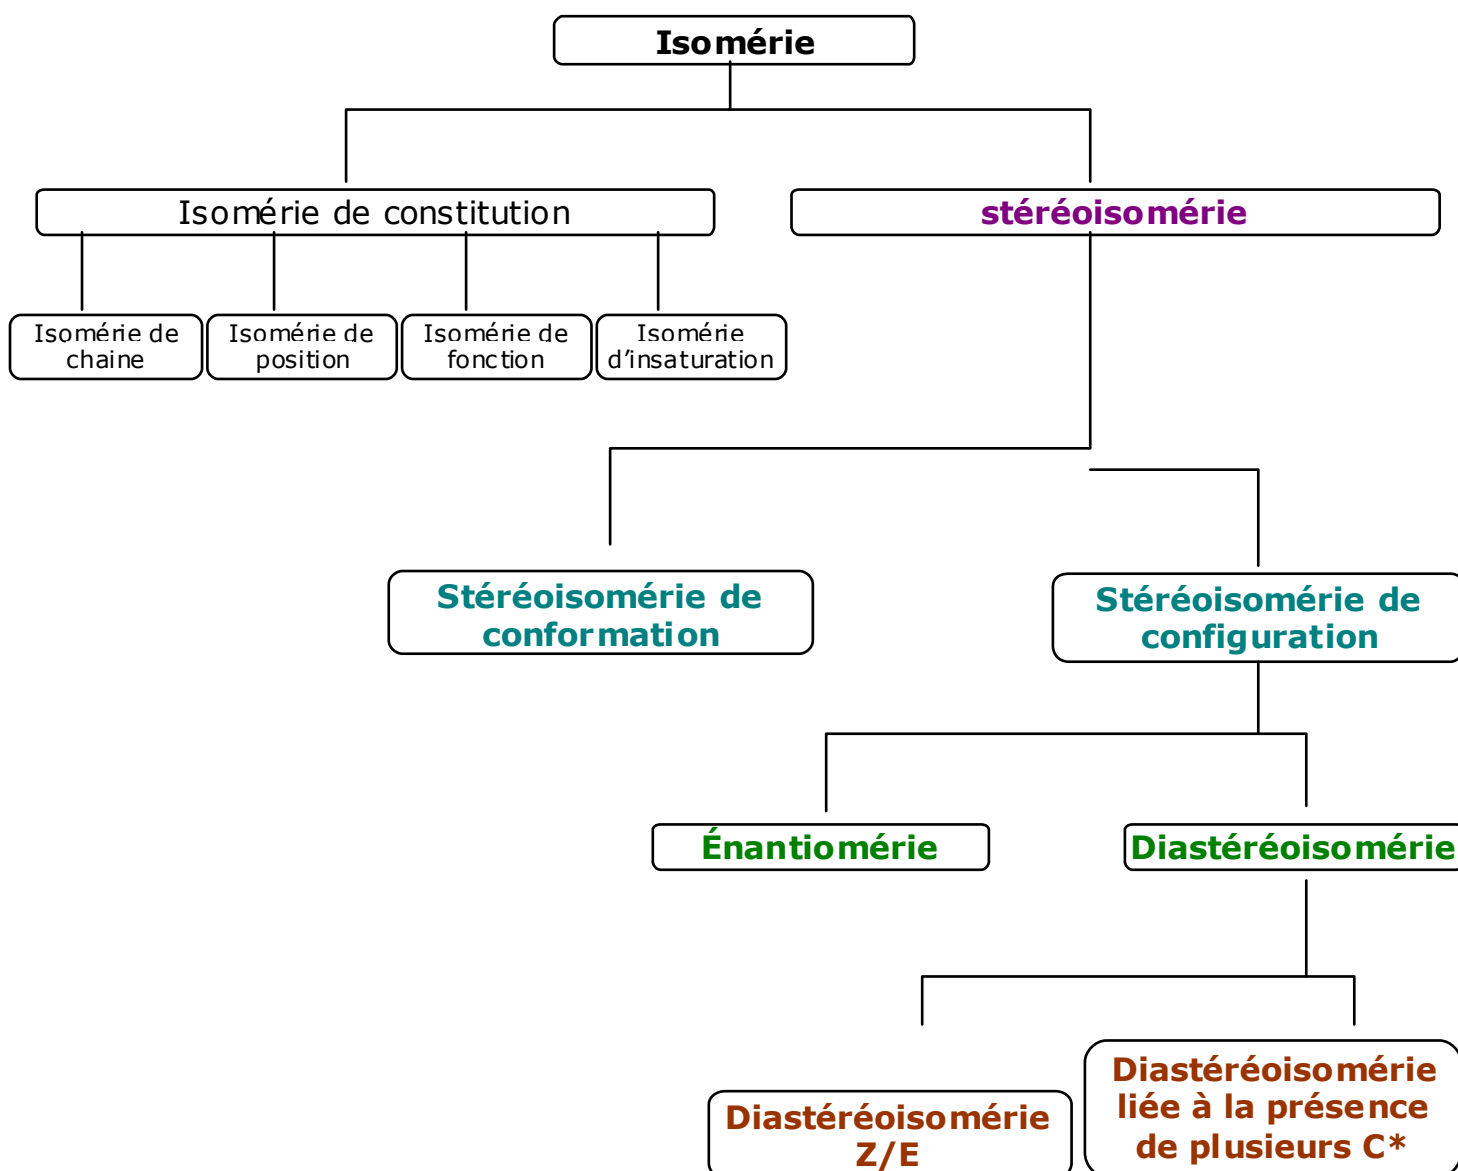 Isomérie
Isomérie de constitution
stéréoisomérie
Isomérie de
chaine
Isomérie de
position
Isomérie de
fonction
Isomérie
d'insaturation
Stéréoisomérie de
conformation
Stéréoisomérie de
configuration
Énantiomérie
Diastéréoisomérie
Diastéréoisomérie
Z/E
Diastéréoisomérie
liée à la présence
de plusieurs C*